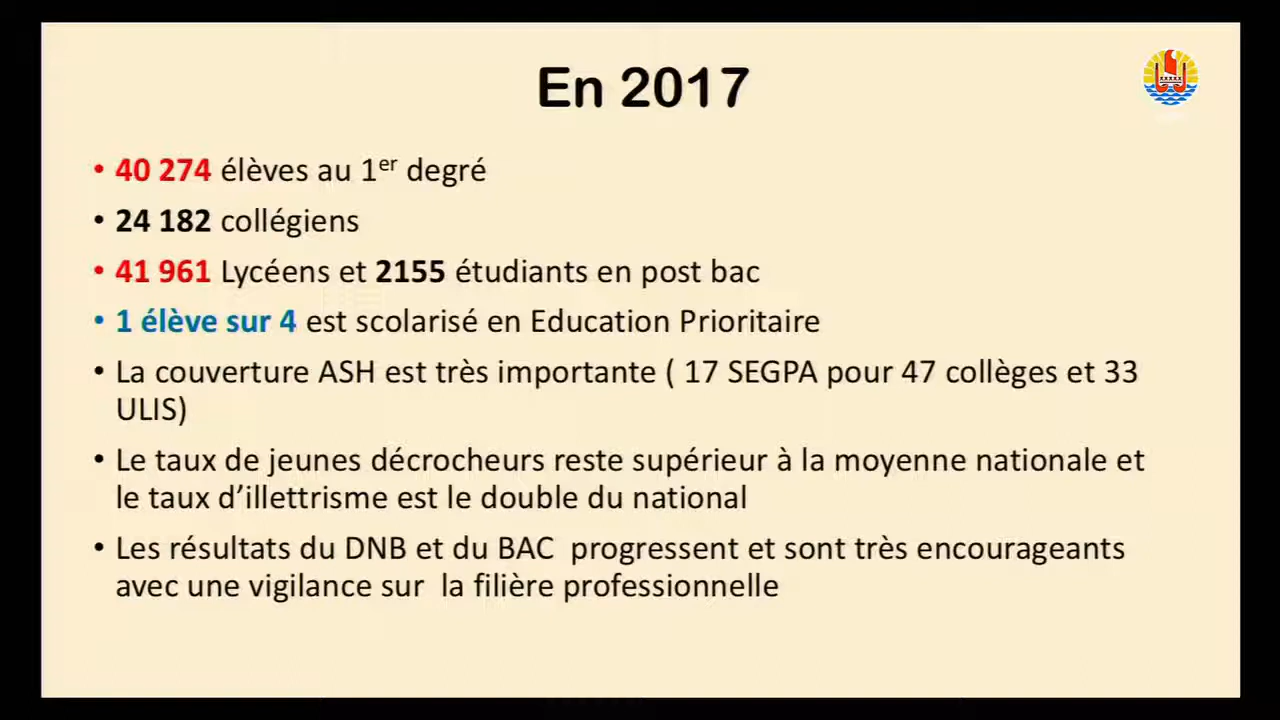 En 2017
• 40 274 élèves au 1er degré
• 24 182 collégiens
• 41 961 Lycéens et 2155 étudiants en post bac
• 1 élève sur 4 est scolarisé en Education Prioritaire
• La couverture ASH est très importante ( 17 SEGPA pour 47 collèges et 33
ULIS)
• Le taux de jeunes décrocheurs reste supérieur à la moyenne nationale et
le taux d’illettrisme est le double du national
• Les résultats du DNB et du BAC  progressent et sont très encourageants
avec une vigilance sur  la filière professionnelle